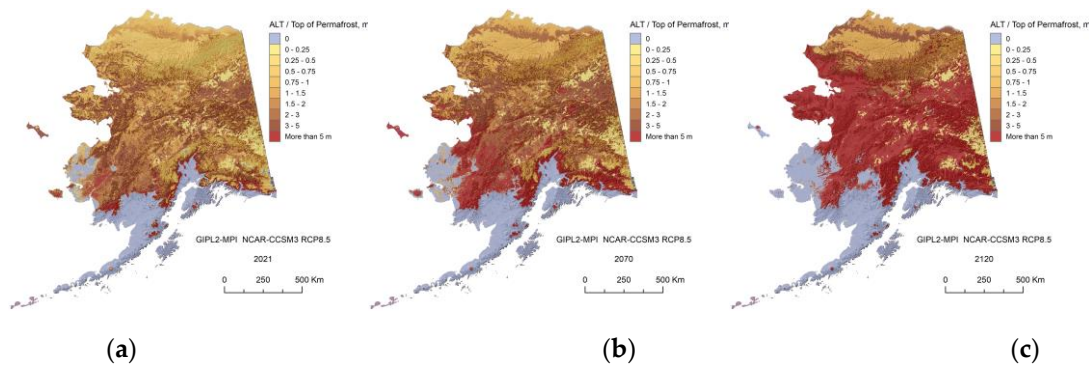 ALT / Top of Permafrost, m
0
0 - 0.25
0.25 - 0.5
0.5 - 0.75
0.75 - 1
1 - 1.5
1.5 - 2
2 - 3
3 - 5
More than 5 m
GIPL2-MPI NCAR-CCSM3 RCP8.5
2021
0 250 500 Km
(a)
ALT / Top of Permafrost, m
0
0 - 0.25
0.25 - 0.5
0.5 - 0.75
0.75 - 1
1 - 1.5
1.5 - 2
2 - 3
3 - 5
More than 5 m
GIPL2-MPI NCAR-CCSM3 RCP8.5
2070
0 250 500 Km
(b)
ALT / Top of Permafrost, m
0
0 - 0.25
0.25 - 0.5
0.5 - 0.75
0.75 - 1
1 - 1.5
1.5 - 2
2 - 3
3 - 5
More than 5 m
GIPL2-MPI NCAR-CCSM3 RCP8.5
2120
0 250 500 Km
(c)